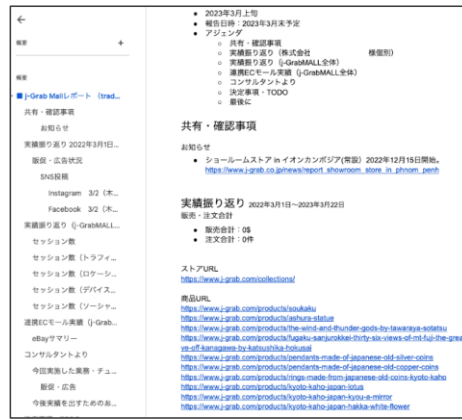 概要
概要
j-Grab Mallレポート （trad...
共有・確認事項
お知らせ
実績振り返り 2022年3月1日...
販促・広告状況
SNS投稿
Instagram 3/2（木...
Facebook 3/2（木...
実績振り返り（j-GrabMALL...
セッション数
セッション数（トラフィ...
セッション数（ロケーシ...
セッション数（デバイス...
セッション数（ソーシャ...
連携ECモール実績（j-Grab...
eBayサマリー
コンサルタントより
今回実施した業務・チュ...
販促・広告
今後実績を出すためのお...
2023年3月上旬
報告日時：2023年3月末予定
アジェンダ
共有・確認事項
実績振り返り（株式会社 様個別）
実績振り返り（j-GrabMALL全体）
連携ECモール実績（j-GrabMALL全体）
コンサルタントより
決定事項・TODO
最後に
共有・確認事項
お知らせ
ショールームストア in イオンカンボジア(常設）2022年12月15日開始。
https://www.j-grab.co.jp/news/report_showroom_store_in_phnom_penh
実績振り返り 2022年3月1日～2023年3月22日
販売・注文合計
販売合計：0$
注文合計：0件
ストアURL
https://www.j-grab.com/collections/
商品URL
https://www.j-grab.com/products/soukaku
https://www.j-grab.com/products/ashura-statue
https://www.j-grab.com/products/the-wind-and-thunder-gods-by-tawaraya-sotatsu
https://www.j-grab.com/products/fugaku-sanjurokkei-thirty-six-views-of-mt-fuji-the-grea
ve-off-kanagawa-by-katsushika-hokusai
https://www.j-grab.com/products/pendants-made-of-japanese-old-silver-coins
https://www.j-grab.com/products/pendants-made-of-japanese-old-copper-coins
https://www.j-grab.com/products/rings-made-from-japanese-old-coins-kyoto-kaho
https://www.j-grab.com/products/kyoto-kaho-japan-lotus
https://www.j-grab.com/products/kyoto-kaho-japan-kyou-a-mirror
https://www.j-grab.com/products/kyoto-kaho-japan-hakka-white-flower